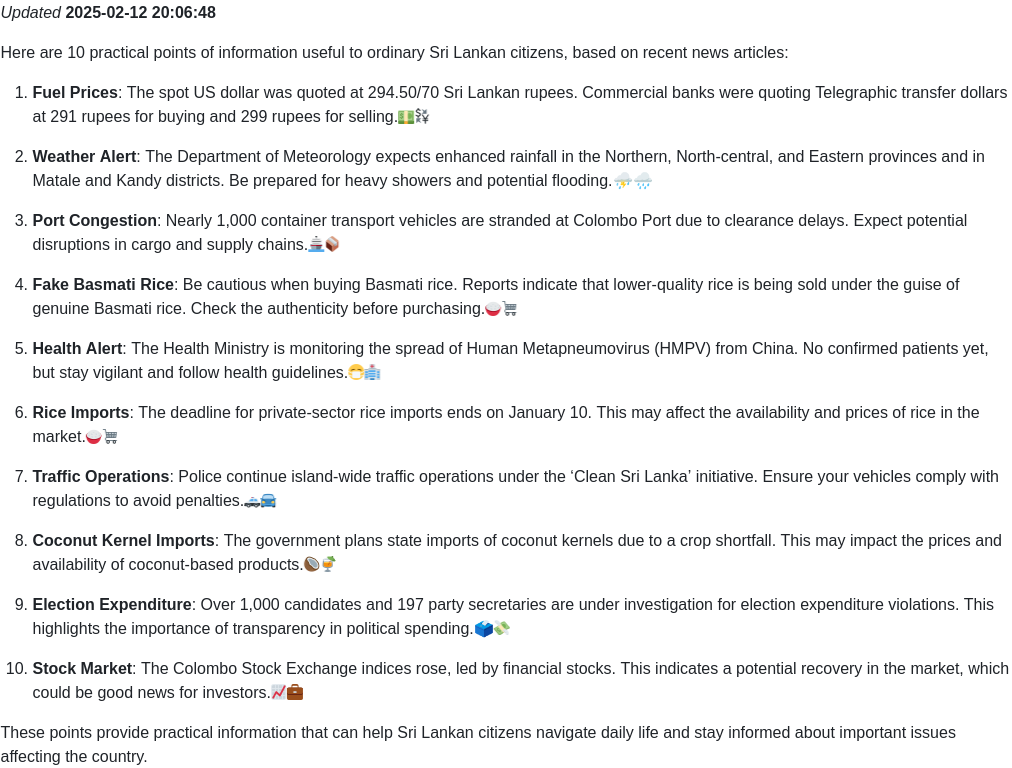 Updated 2025-02-12 20:06:48
Here are 10 practical points of information useful to ordinary Sri Lankan citizens, based on recent news articles:
1. Fuel Prices: The spot US dollar was quoted at 294.50/70 Sri Lankan rupees. Commercial banks were quoting Telegraphic transfer dollars
at 291 rupees for buying and 299 rupees for selling.💵💱
2. Weather Alert: The Department of Meteorology expects enhanced rainfall in the Northern, North-central, and Eastern provinces and in
Matale and Kandy districts. Be prepared for heavy showers and potential flooding.⛈️🌧️
3. Port Congestion: Nearly 1,000 container transport vehicles are stranded at Colombo Port due to clearance delays. Expect potential
disruptions in cargo and supply chains.🚢📦
4. Fake Basmati Rice: Be cautious when buying Basmati rice. Reports indicate that lower-quality rice is being sold under the guise of
genuine Basmati rice. Check the authenticity before purchasing.🍚🛒
5. Health Alert: The Health Ministry is monitoring the spread of Human Metapneumovirus (HMPV) from China. No confirmed patients yet,
but stay vigilant and follow health guidelines.😷🏥
6. Rice Imports: The deadline for private-sector rice imports ends on January 10. This may affect the availability and prices of rice in the
market.🍚🛒
7. Traffic Operations: Police continue island-wide traffic operations under the ‘Clean Sri Lanka’ initiative. Ensure your vehicles comply with
regulations to avoid penalties.🚓🚘
8. Coconut Kernel Imports: The government plans state imports of coconut kernels due to a crop shortfall. This may impact the prices and
availability of coconut-based products.🥥🍹
9. Election Expenditure: Over 1,000 candidates and 197 party secretaries are under investigation for election expenditure violations. This
highlights the importance of transparency in political spending.🗳️💸
10. Stock Market: The Colombo Stock Exchange indices rose, led by financial stocks. This indicates a potential recovery in the market, which
could be good news for investors.📈💼
These points provide practical information that can help Sri Lankan citizens navigate daily life and stay informed about important issues
affecting the country.